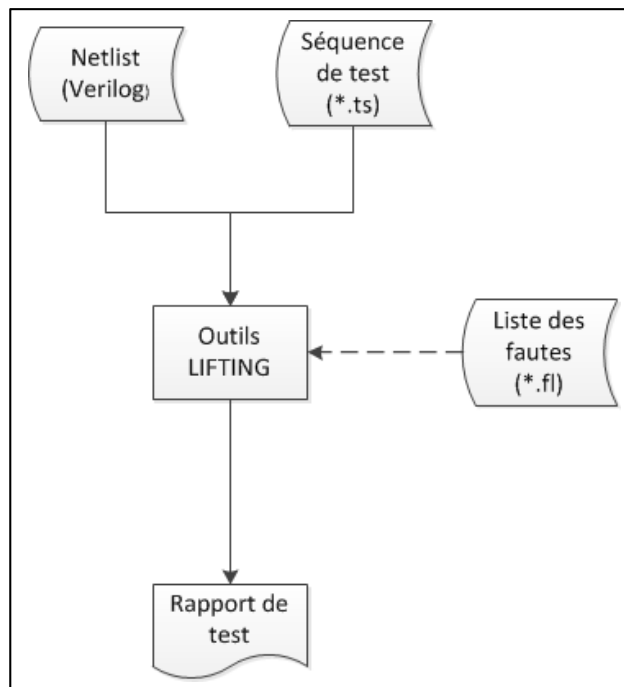 Netlist
(Verilog)
Séquence
de test
(*.ts)
Outils
LIFTING
Liste des
fautes
(*.fl)
Rapport de
test